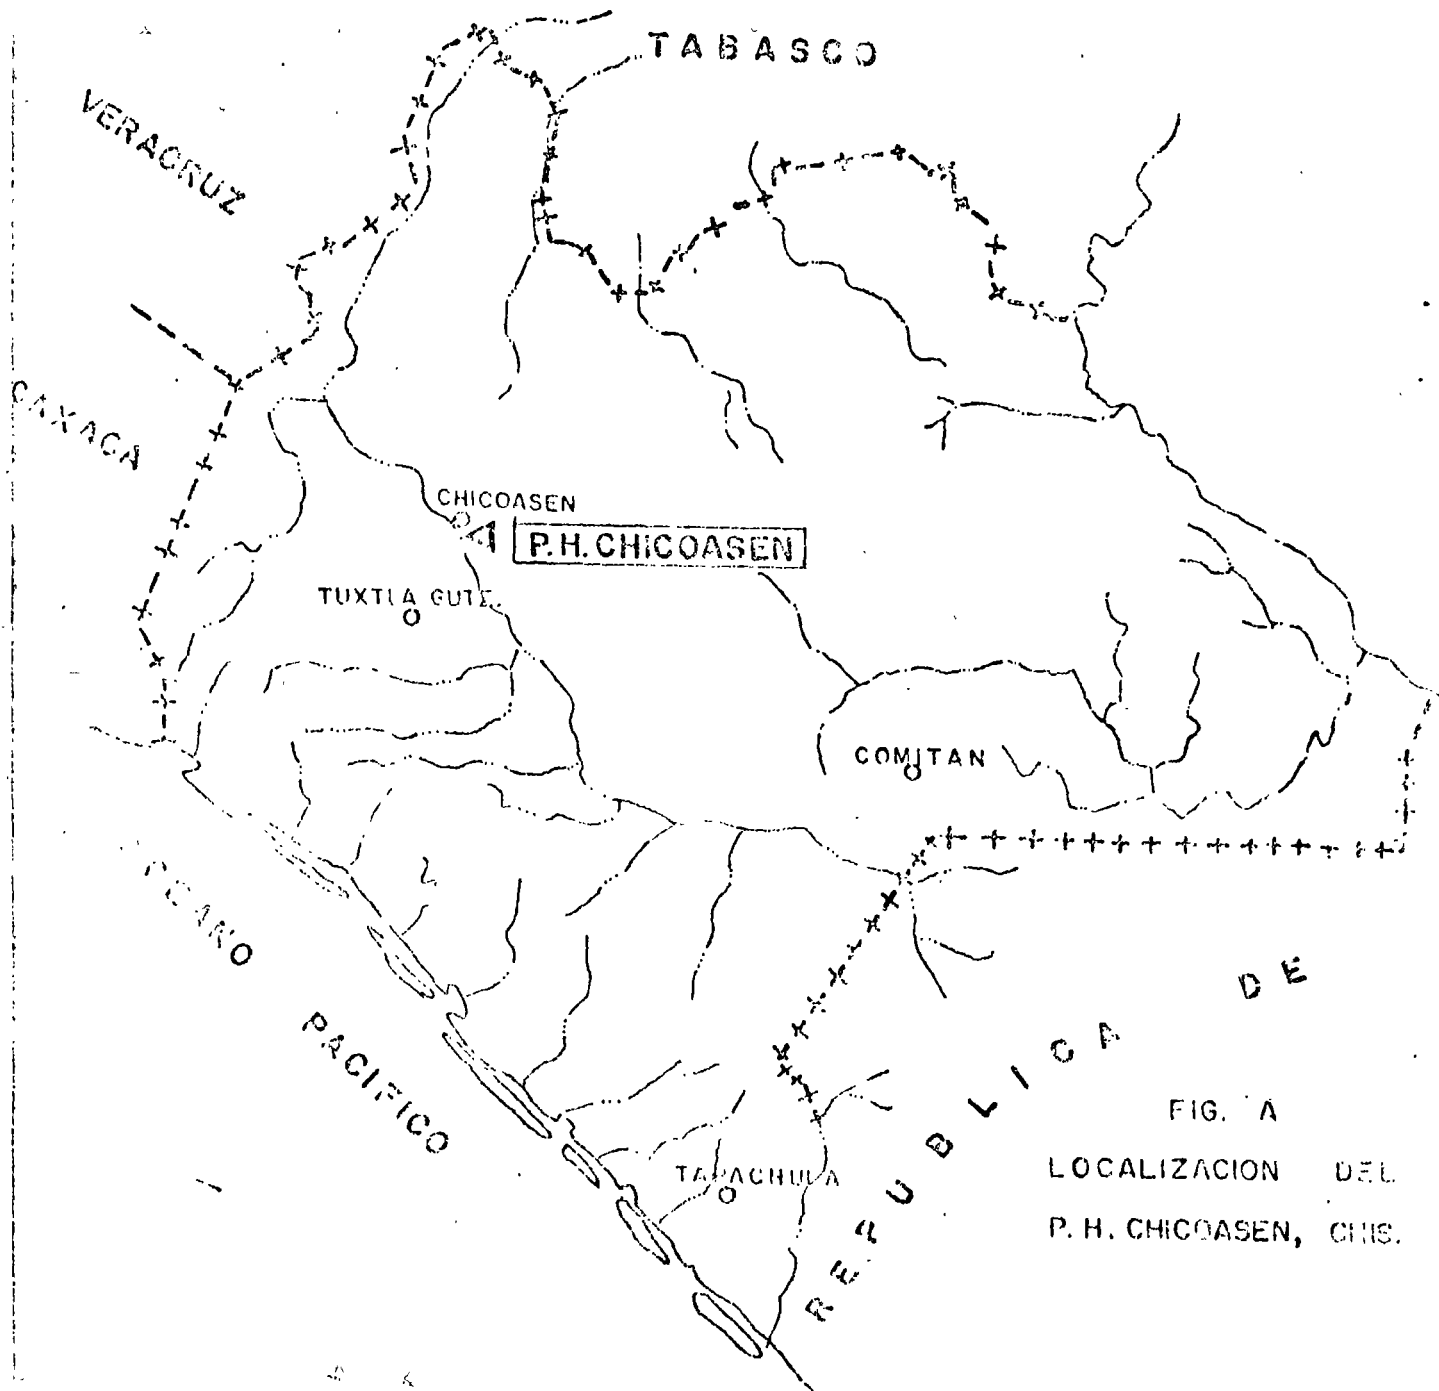 TABASCO
VERACRUZ
OAXACA
CHICOASEN
P.H. CHICOASEN
TUXTLA GUTZ.
COMITAN
OCEANO PACIFICO
TAPACHULA
REPUBLICA DE
FIG. A
LOCALIZACION DEL
P. H. CHICOASEN, CHIS.